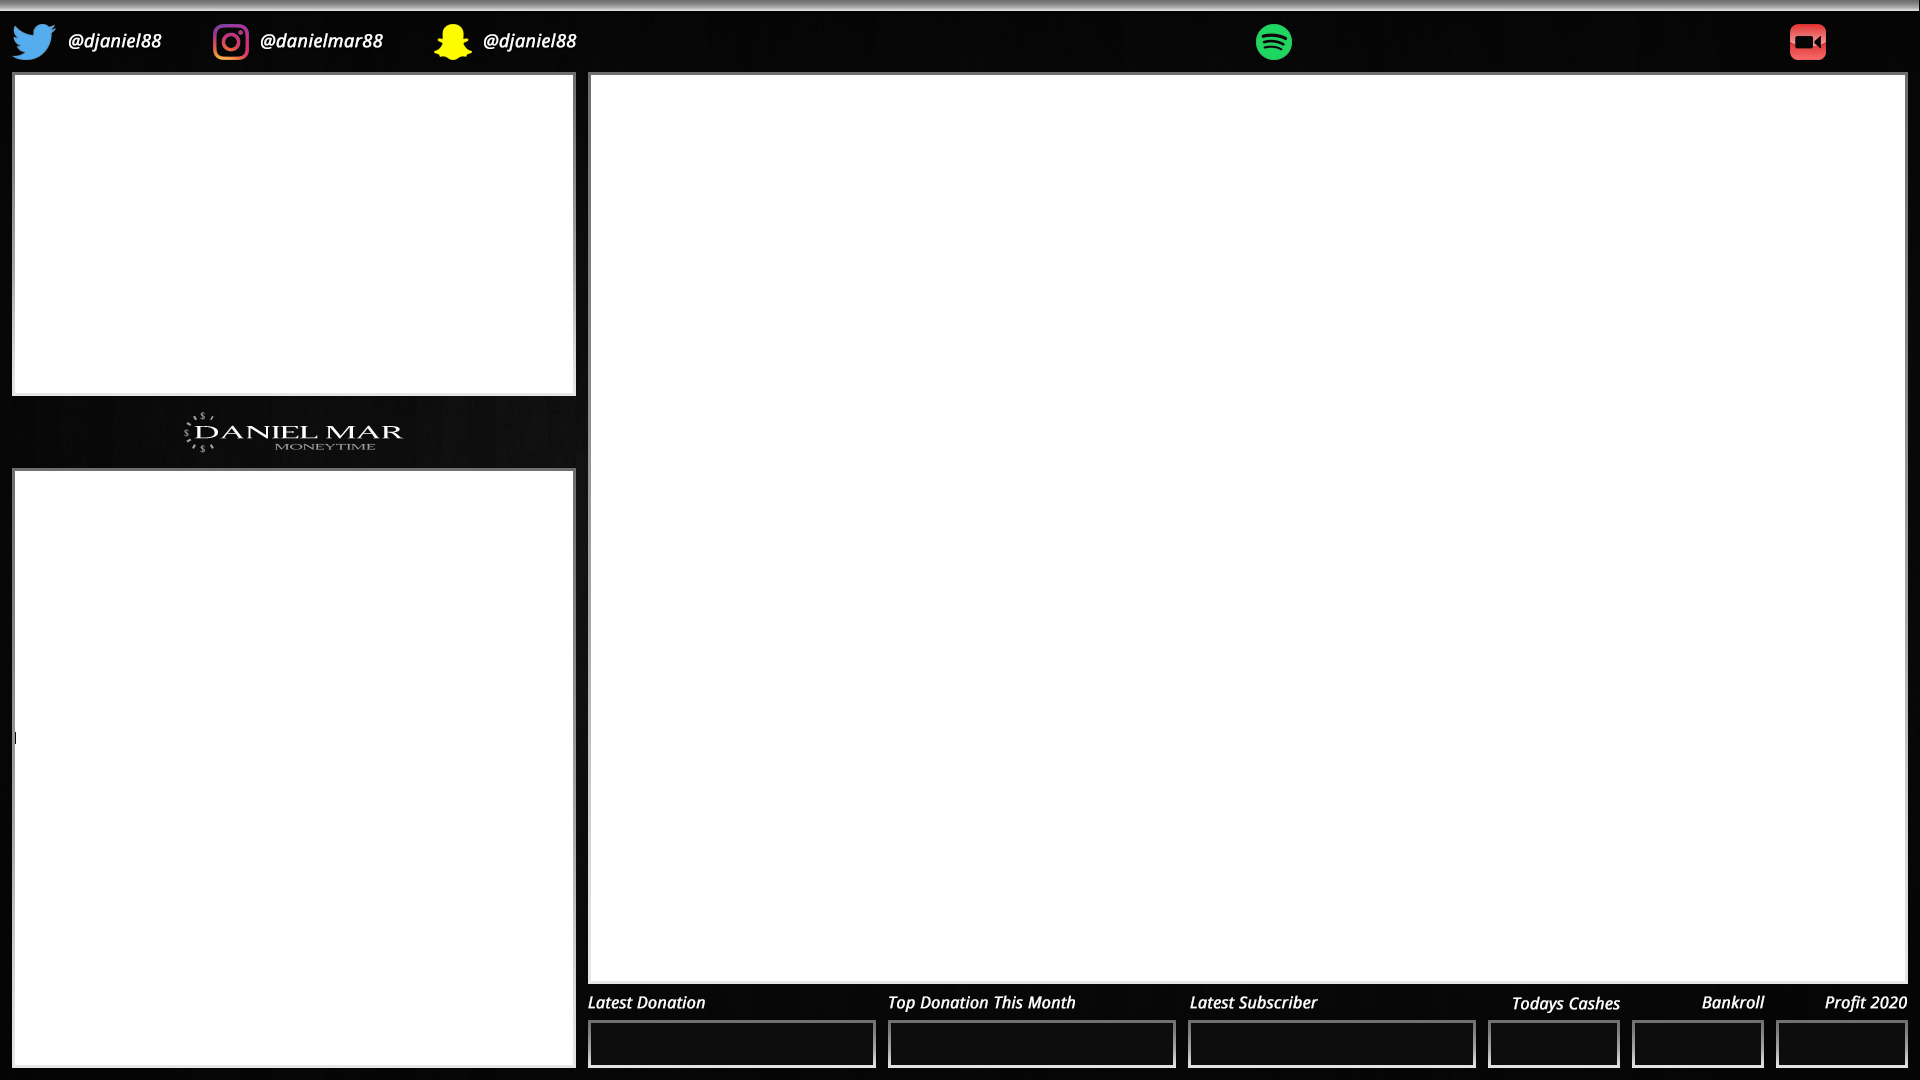 @djaniel88
@danielmar88
@djaniel88
DANIEL MAR
MONEYTIME
Latest Donation
Top Donation This Month
Latest Subscriber
Todays Cashes
Bankroll
Profit 2020